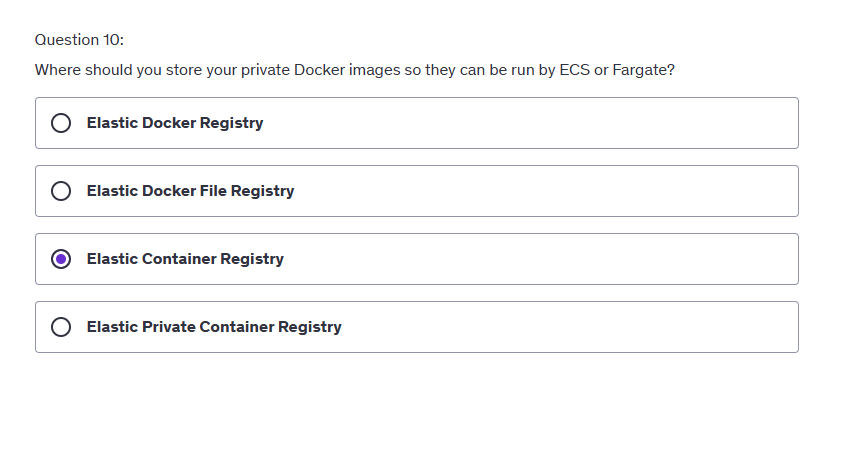 Question 10:
Where should you store your private Docker images so they can be run by ECS or Fargate?
Elastic Docker Registry
Elastic Docker File Registry
Elastic Container Registry
Elastic Private Container Registry